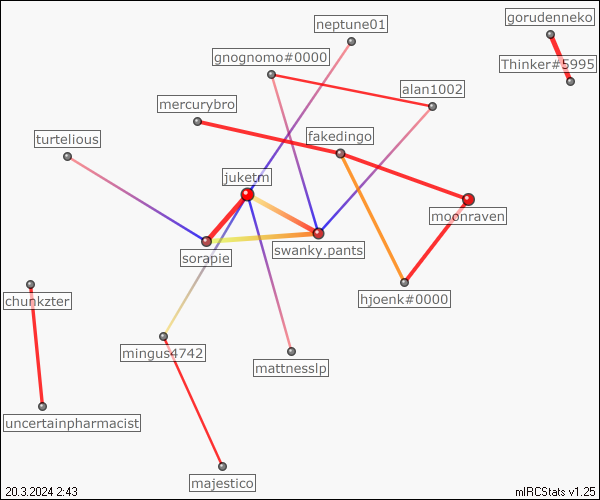 neptune01
gorudenneko
gnognomo#0000
Thinker#5995
alan1002
mercurybro
fakedingo
turtelious
juketm
moonraven
swanky.pants
sorapie
hjoenk#0000
chunkzter
mingus4742
mattnesslp
uncertainpharmacist
majestico
20.3.2024 2:43
mIRCStats v1.25